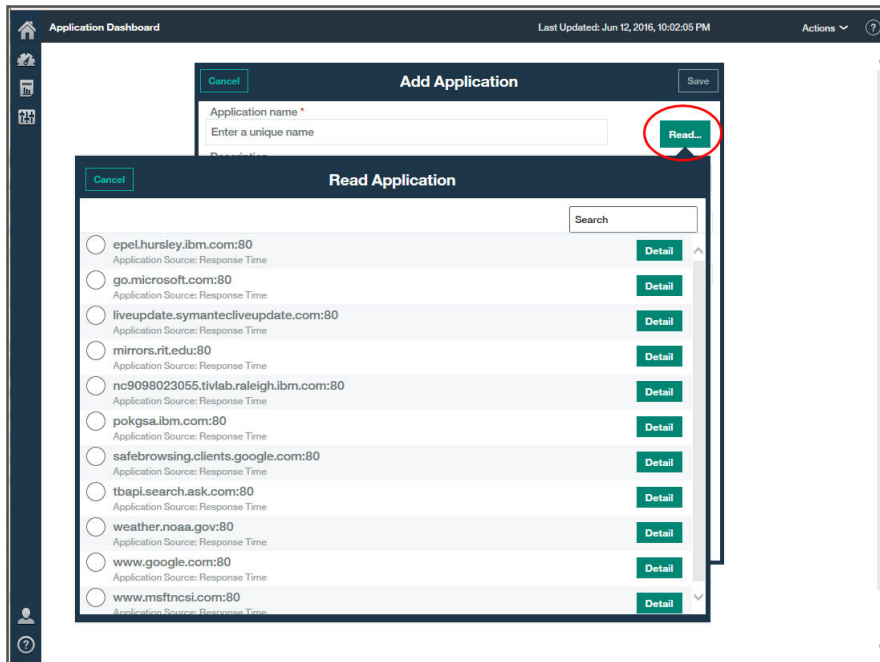 Application Dashboard
Last Updated: Jun 12, 2016, 10:02:05 PM
Actions
?
Cancel
Add Application
Save
Application name *
Enter a unique name
Read...
Description
Cancel
Read Application
Search
epel.hursley.ibm.com:80
Application Source: Response Time
Detail
go.microsoft.com:80
Application Source: Response Time
Detail
liveupdate.symantecliveupdate.com:80
Application Source: Response Time
Detail
mirrors.rit.edu:80
Application Source: Response Time
Detail
nc9098023055.tivlab.raleigh.ibm.com:80
Application Source: Response Time
Detail
pokgsa.ibm.com:80
Application Source: Response Time
Detail
safebrowsing.clients.google.com:80
Application Source: Response Time
Detail
tbapi.search.ask.com:80
Application Source: Response Time
Detail
weather.noaa.gov:80
Application Source: Response Time
Detail
www.google.com:80
Application Source: Response Time
Detail
www.msftncsi.com:80
Application Source: Response Time
Detail
?